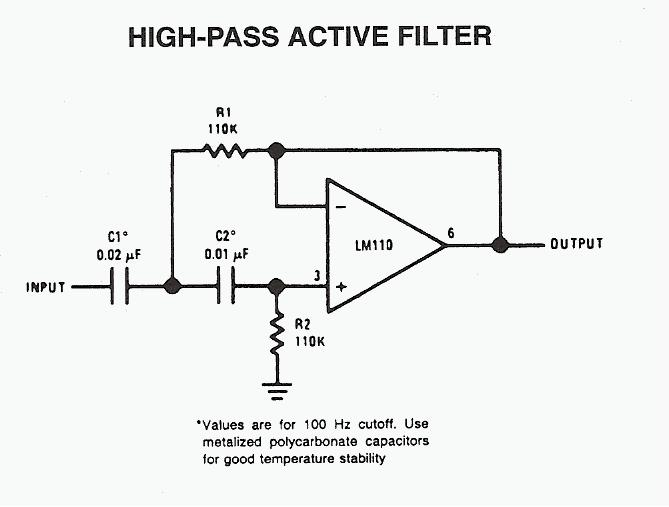 HIGH-PASS ACTIVE FILTER
R1
110K
C1°
0.02 µF
C2°
0.01 µF
INPUT
−
LM110
6
OUTPUT
3
+
R2
110K
*Values are for 100 Hz cutoff. Use
metalized polycarbonate capacitors
for good temperature stability